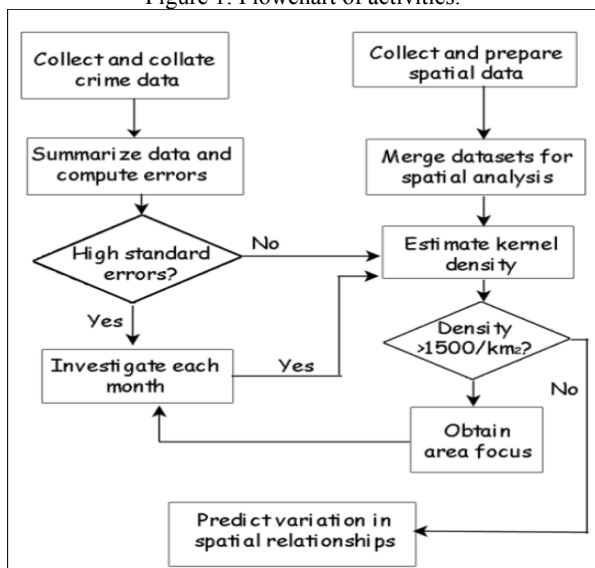 Figure 1. Flowchart of activities.
Collect and collate
crime data
Collect and prepare
spatial data
Summarize data and
compute errors
Merge datasets for
spatial analysis
High standard
errors?
No
Estimate kernel
density
Yes
Density
>1500/km2?
Investigate each
month
Yes
No
Obtain
area focus
Predict variation in
spatial relationships